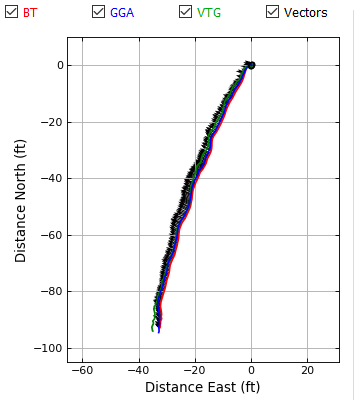 BT GGA VTG Vectors
0
−20
−40
−60
−80
−100
Distance North (ft)
−60 −40 −20 0 20
Distance East (ft)